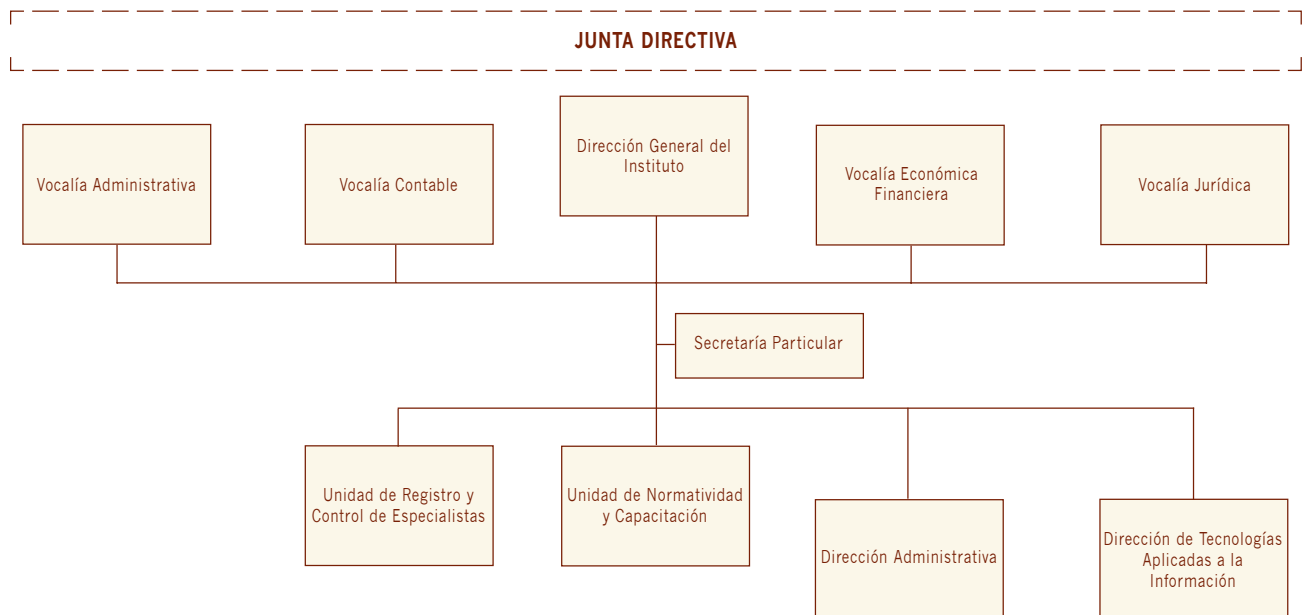 JUNTA DIRECTIVA
Vocalía Administrativa
Vocalía Contable
Dirección General del
Instituto
Vocalía Económica
Financiera
Vocalía Jurídica
Secretaría Particular
Unidad de Registro y
Control de Especialistas
Unidad de Normatividad
y Capacitación
Dirección Administrativa
Dirección de Tecnologías
Aplicadas a la
Información